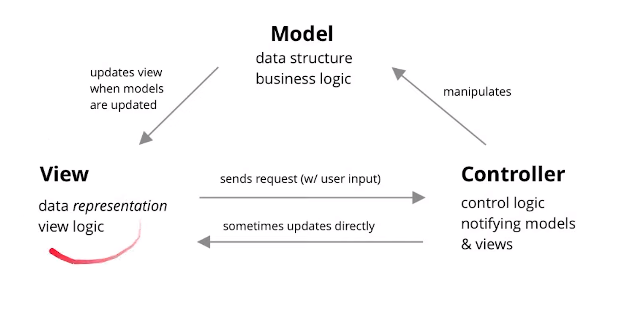 Model
data structure
business logic
updates view
when models
are updated
manipulates
View
data representation
view logic
sends request (w/ user input)
sometimes updates directly
Controller
control logic
notifying models
& views